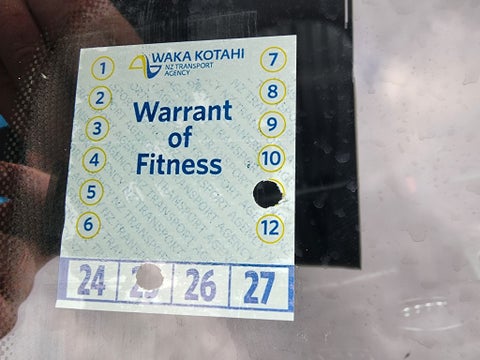 WAKA KOTAHI
NZ TRANSPORT
AGENCY
Warrant
of
Fitness
1
2
3
4
5
6
7
8
9
10
12
24 26 27